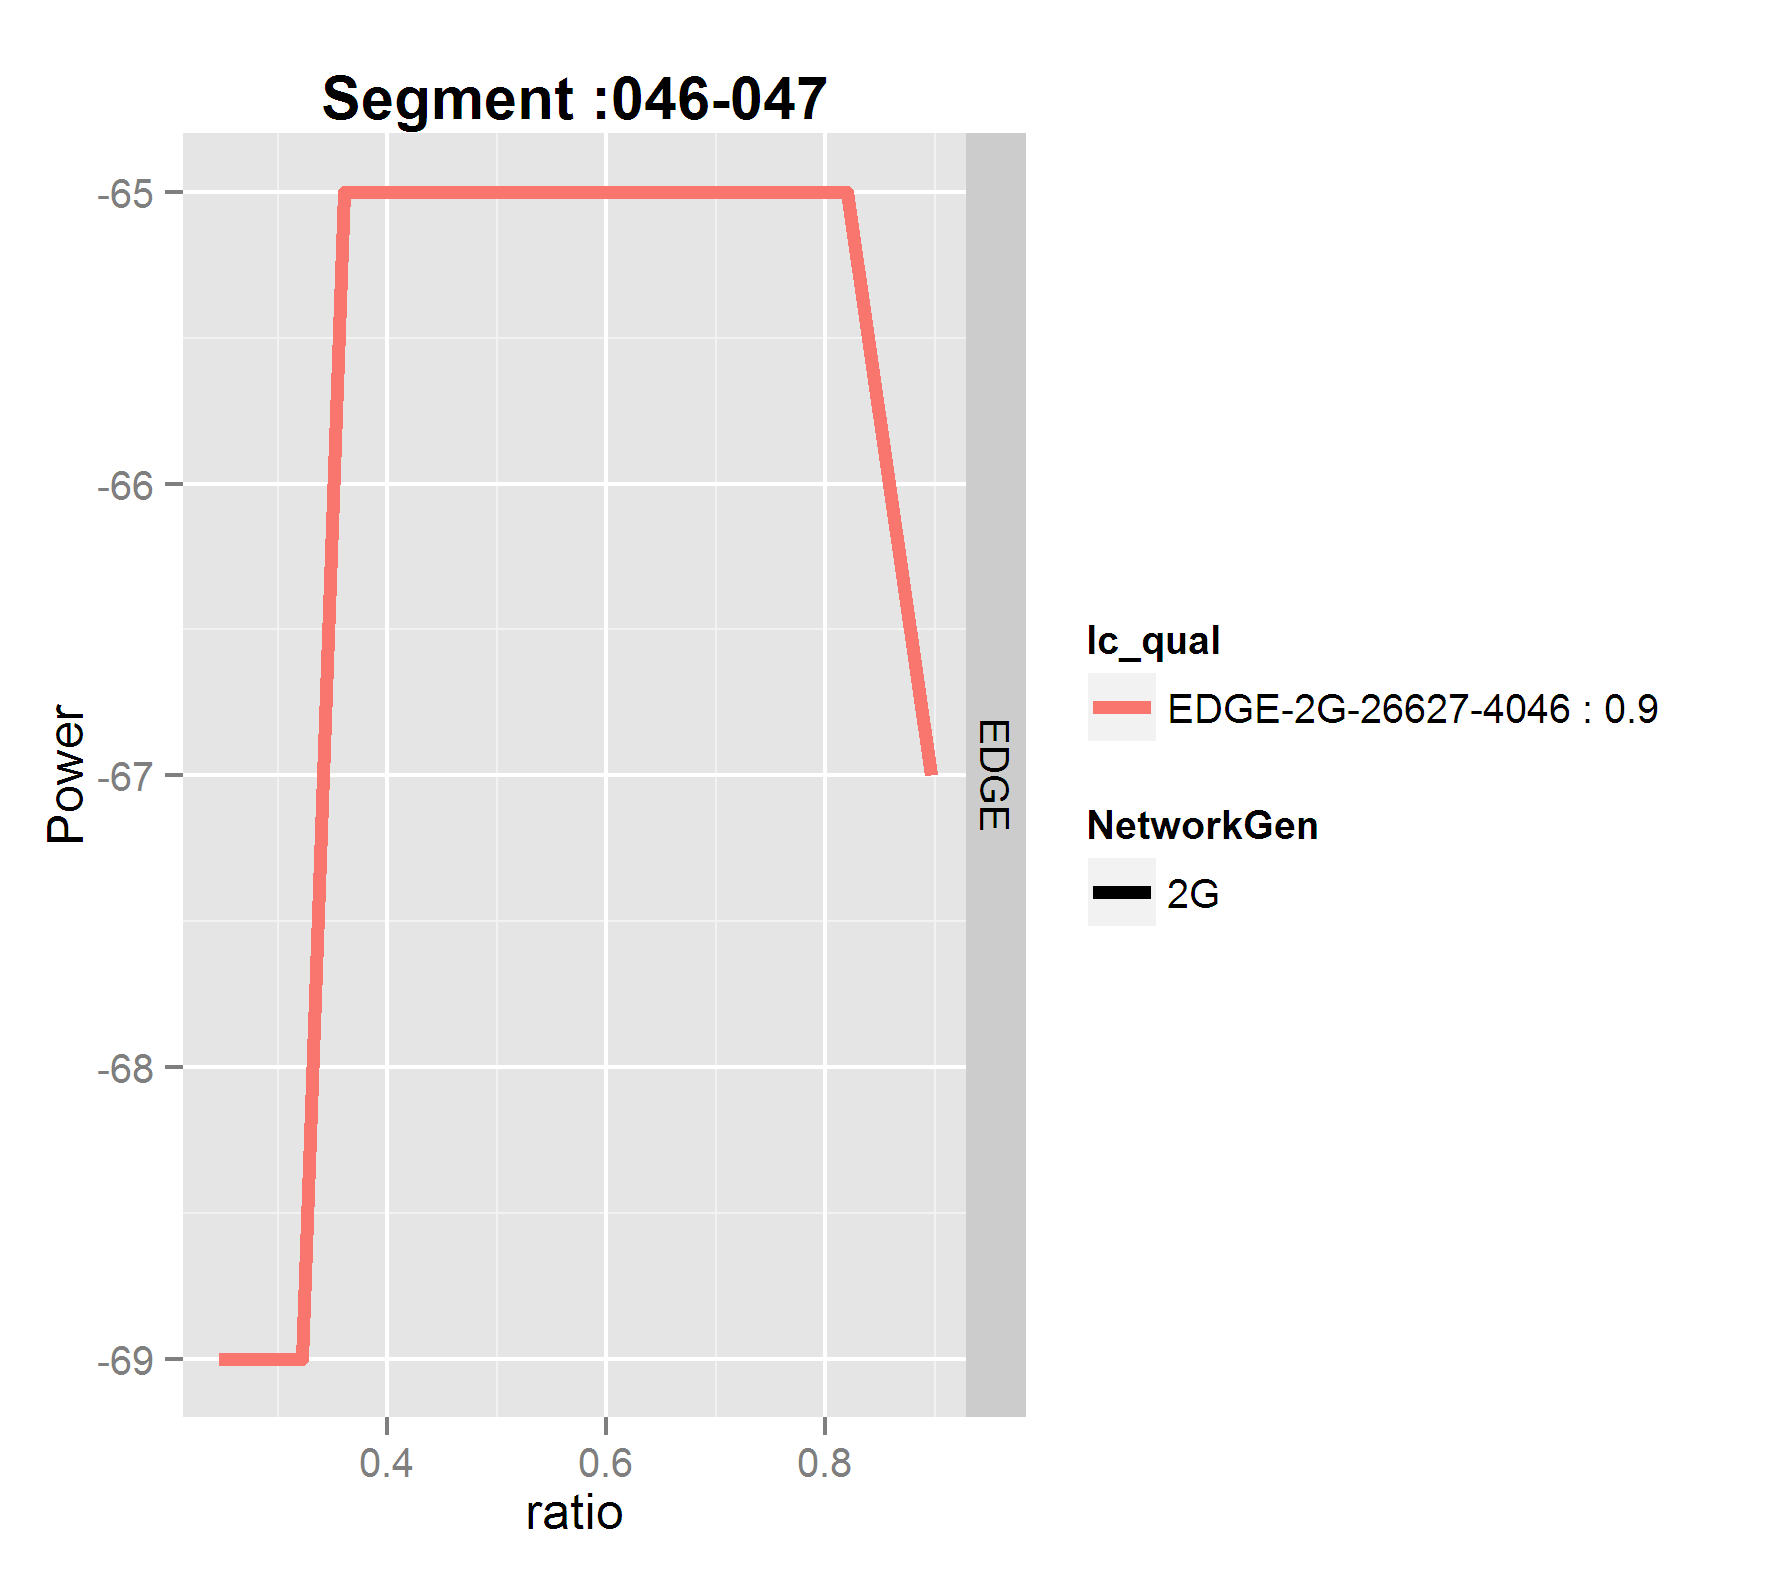 Segment :046-047
Power
-65
-66
-67
-68
-69
0.4 0.6 0.8
ratio
EDGE
lc_qual
EDGE-2G-26627-4046 : 0.9
NetworkGen
2G